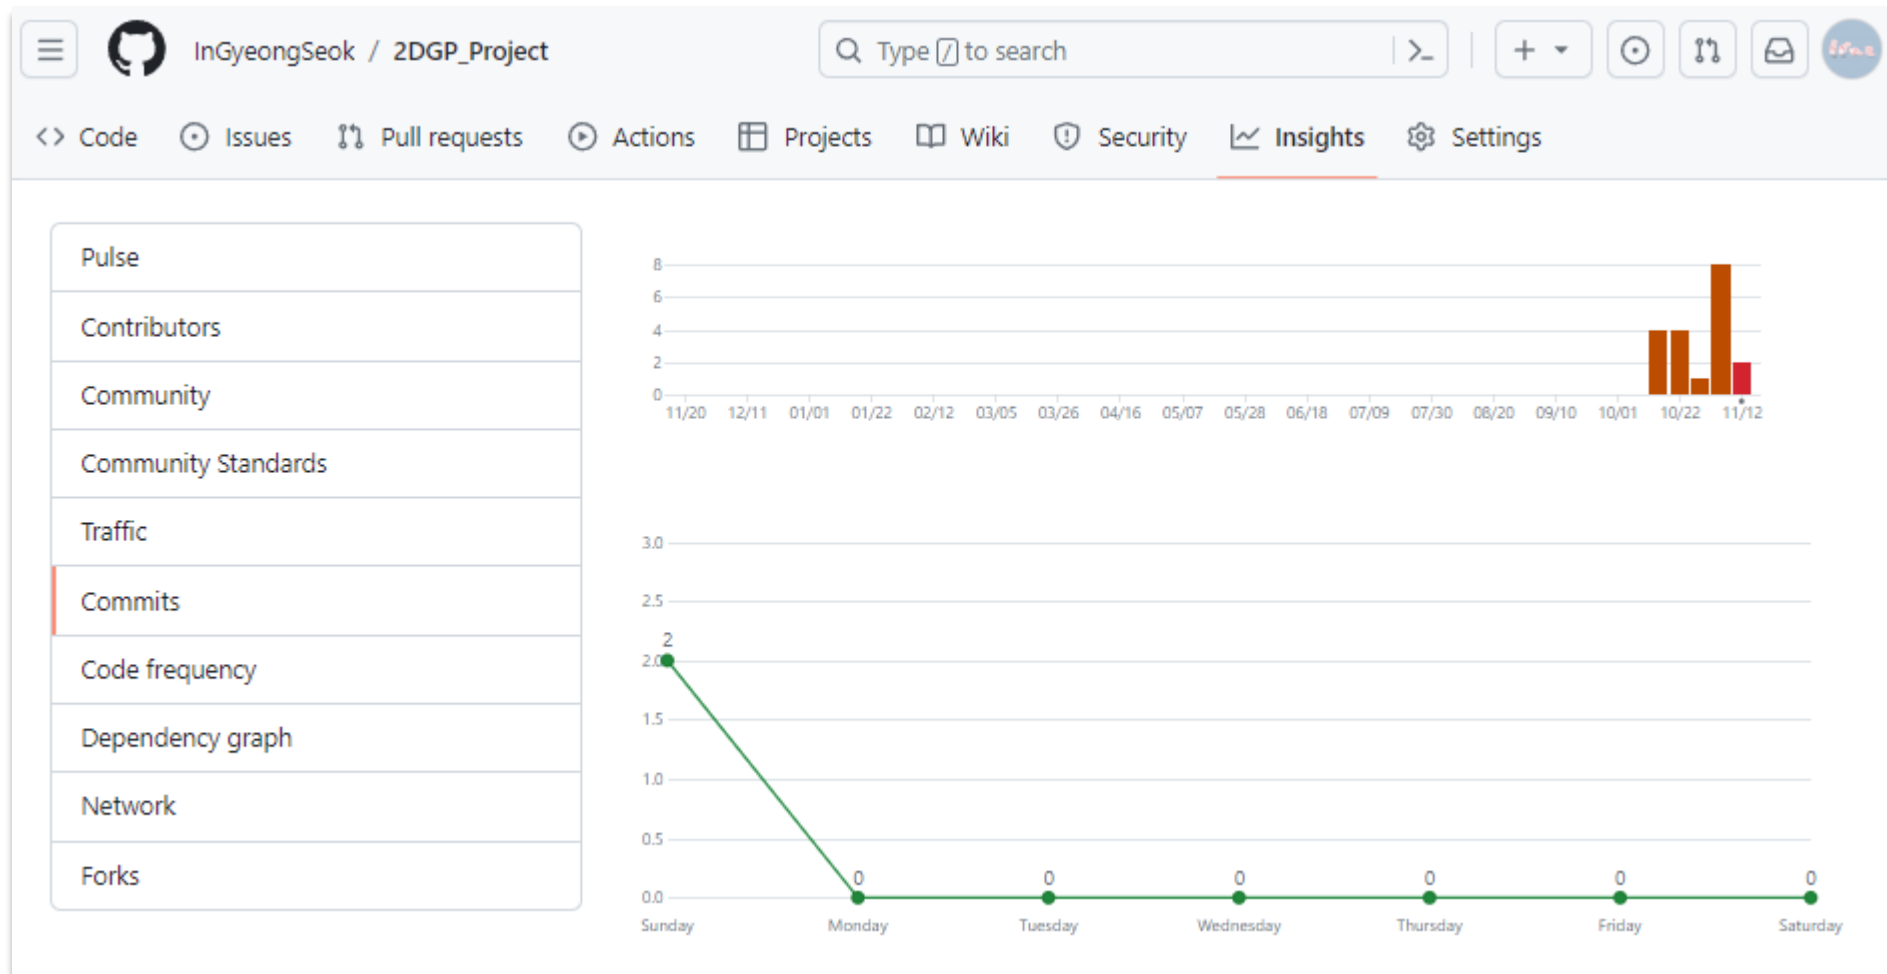 InGyeongSeok / 2DGP_Project
Type / to search
Code Issues Pull requests Actions Projects Wiki Security Insights Settings
Pulse
Contributors
Community
Community Standards
Traffic
Commits
Code frequency
Dependency graph
Network
Forks
8
6
4
2
0
11/20 12/11 01/01 01/22 02/12 03/05 03/26 04/16 05/07 05/28 06/18 07/09 07/30 08/20 09/10 10/01 10/22 11/12
3.0
2.5
2
2.0
1.5
1.0
0.5
0 0 0 0 0 0
0.0
Sunday Monday Tuesday Wednesday Thursday Friday Saturday